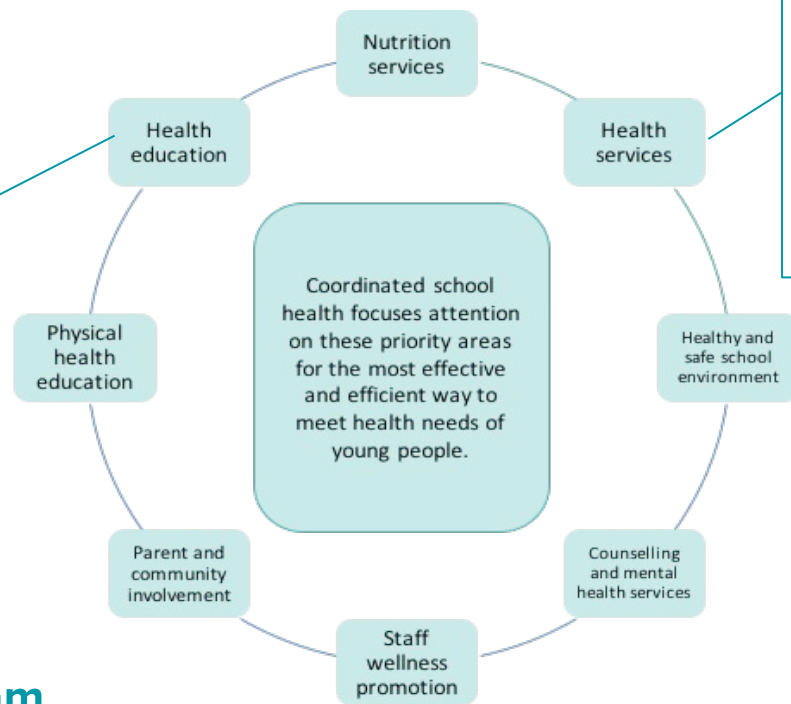 Nutrition
services
Health
services
Healthy and
safe school
environment
Counselling
and mental
health services
Staff
wellness
promotion
Parent and
community
involvement
Physical
health
education
Health
education
Coordinated school
health focuses attention
on these priority areas
for the most effective
and efficient way to
meet health needs of
young people.